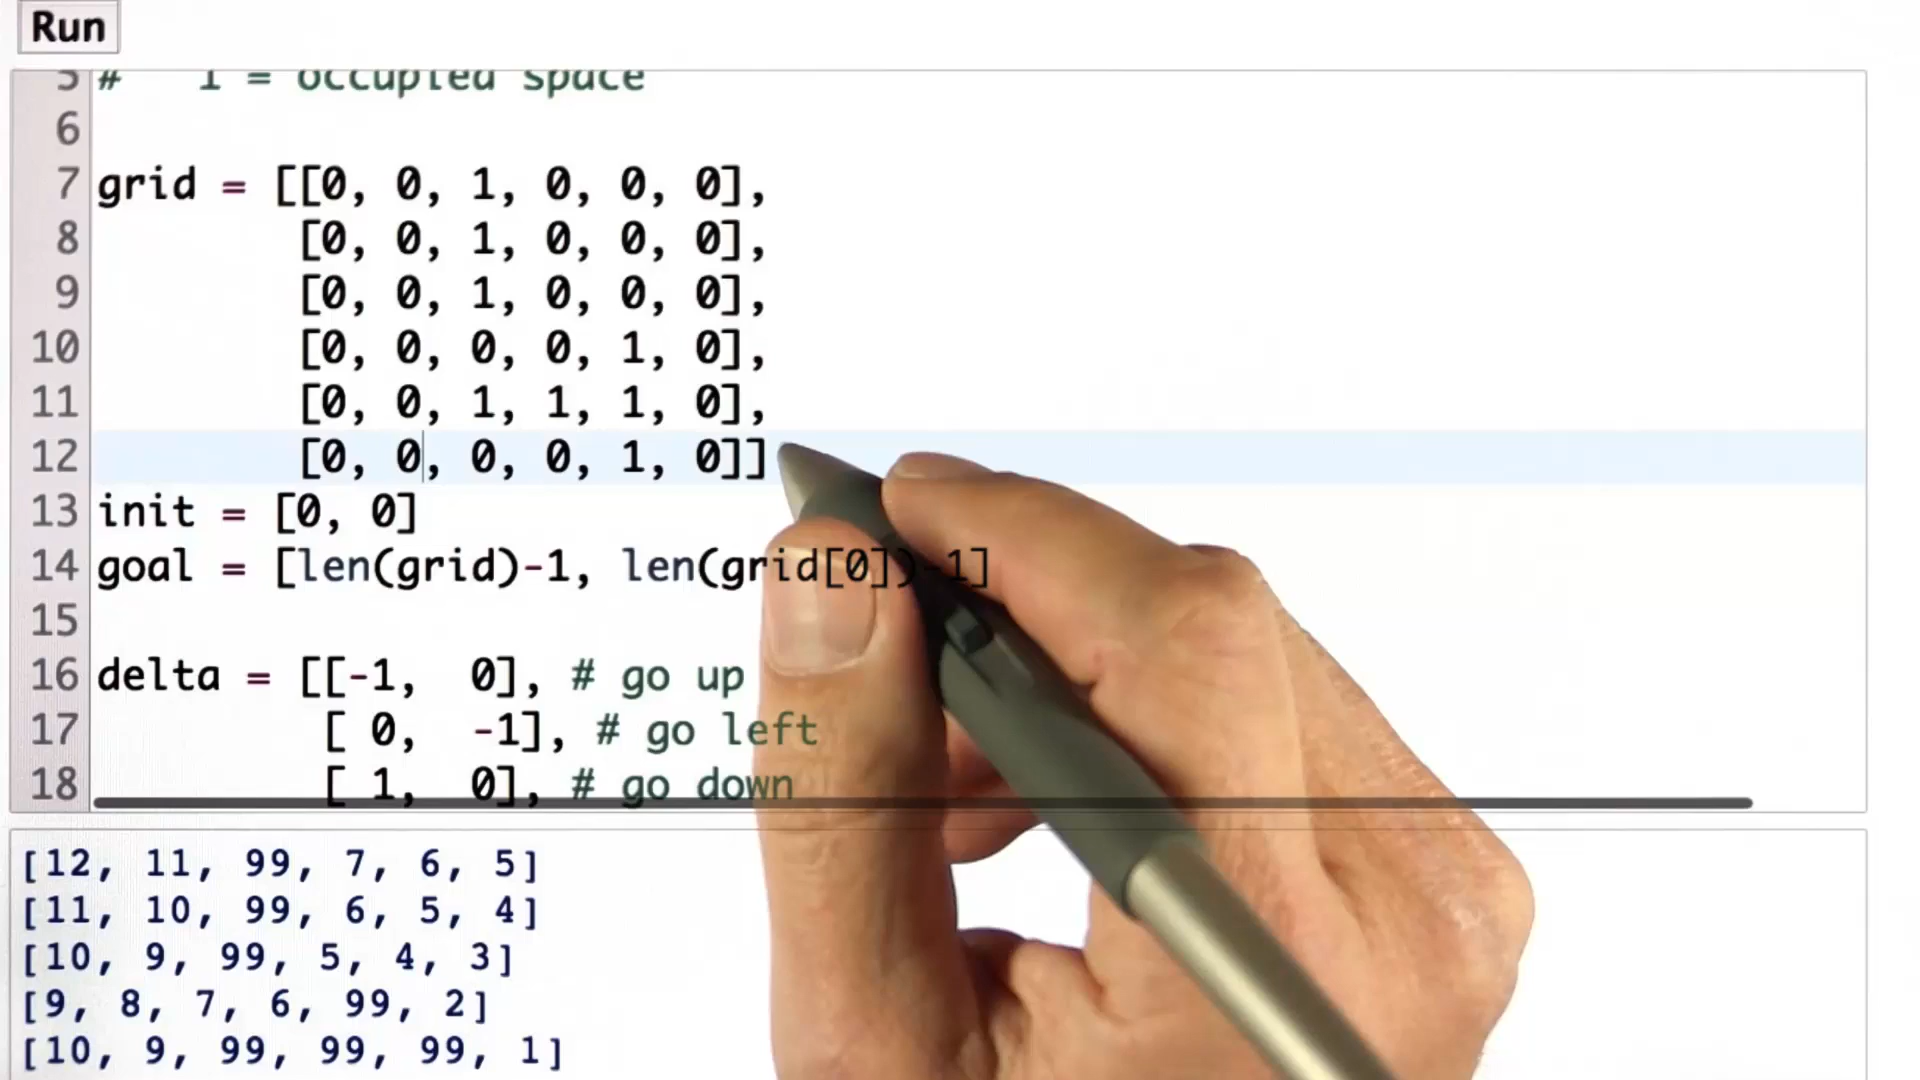 Run
5 #   1 = occupied space
6
7 grid = [[0, 0, 1, 0, 0, 0],
8 [0, 0, 1, 0, 0, 0],
9 [0, 0, 1, 0, 0, 0],
10 [0, 0, 0, 0, 1, 0],
11 [0, 0, 1, 1, 1, 0],
12 [0, 0, 0, 0, 1, 0]]
13 init = [0, 0]
14 goal = [len(grid)-1, len(grid[0])-1]
15
16 delta = [[-1,  0], # go up
17 [ 0,  -1], # go left
18 [ 1,  0], # go down
[12, 11, 99, 7, 6, 5]
[11, 10, 99, 6, 5, 4]
[10, 9, 99, 5, 4, 3]
[9, 8, 7, 6, 99, 2]
[10, 9, 99, 99, 99, 1]